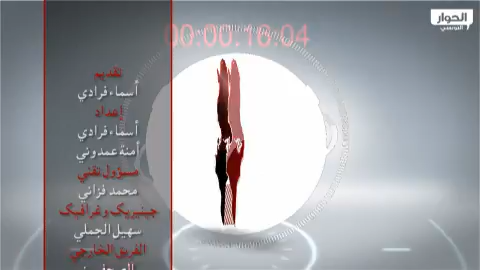 00:00:16:04
الحوار
التونسي
تقديم
أسماء فرادي
إعداد
أسماء فرادي
آمنة عمدوني
مسؤول تقني
محمد فزاني
جينيريك وغرافيك
سهيل الجملي
الفريق الخارجي